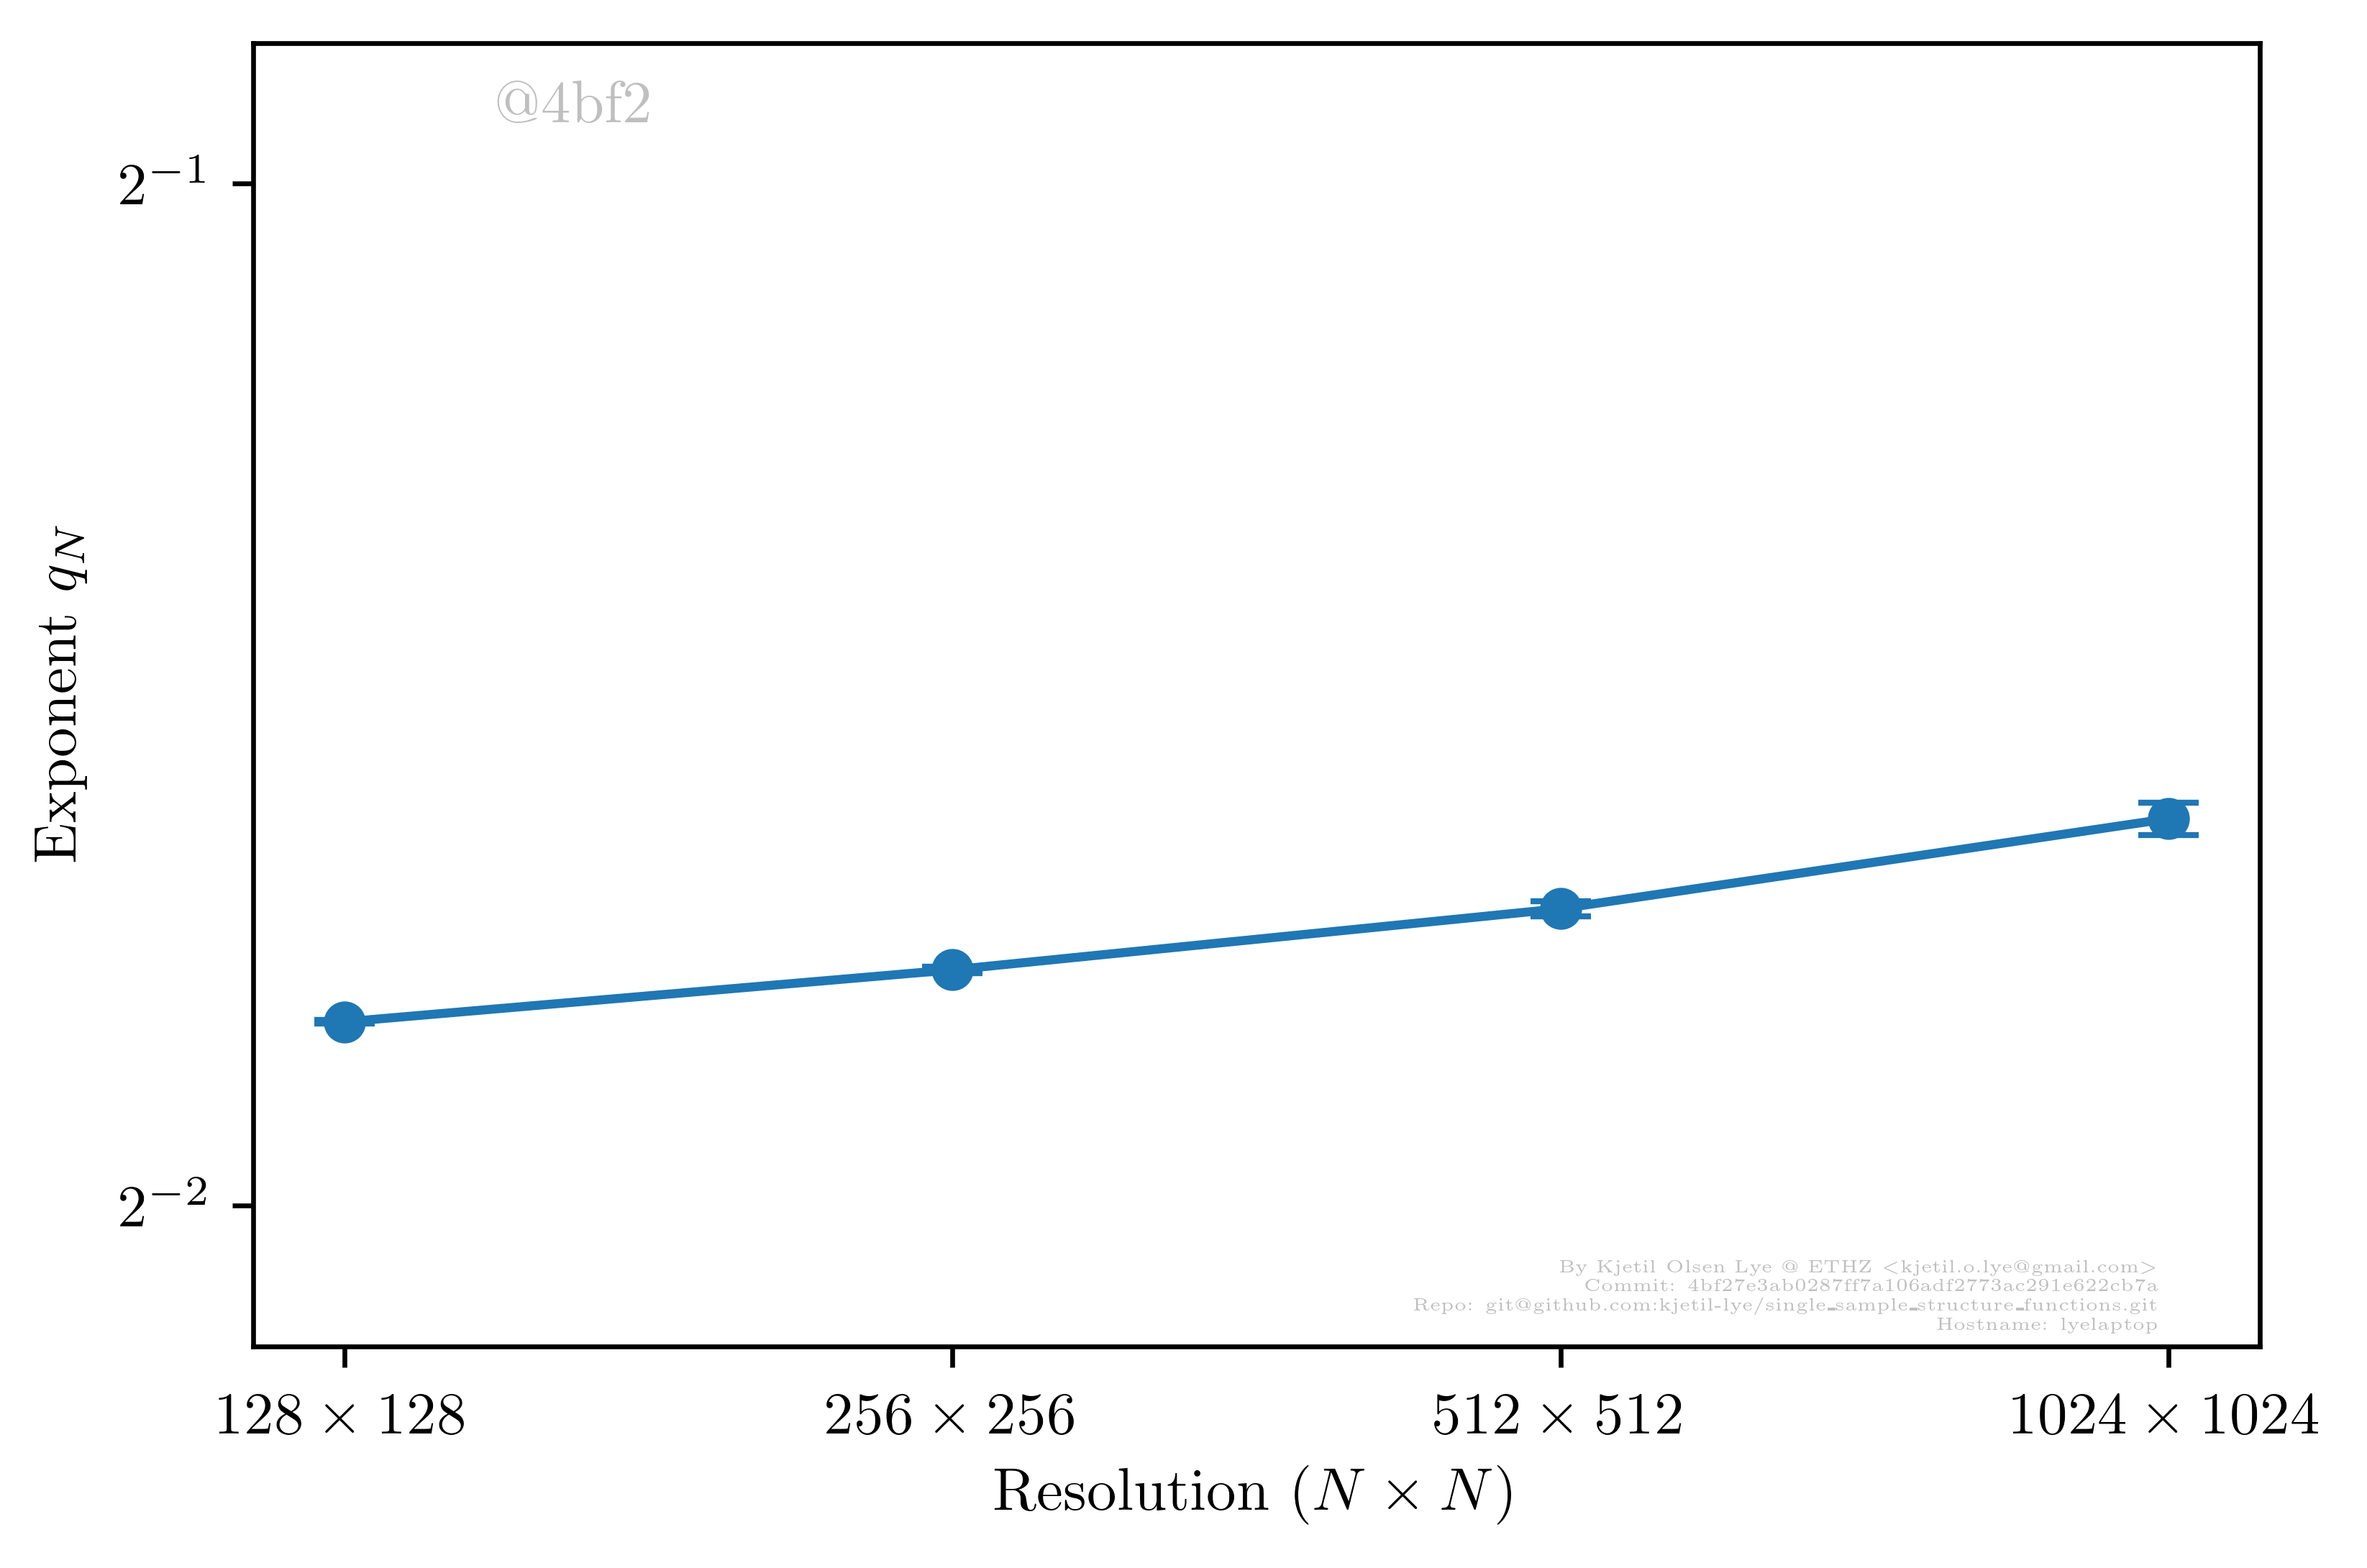 @4bf2
2⁻¹
Exponent q_N
2⁻²
By Kjetil Olsen Lye @ ETHZ <kjetil.o.lye@gmail.com>
Commit: 4bf27e3ab0287ff7a106adf2773ac291e622cb7a
Repo: git@github.com:kjetil-lye/single_sample_structure_functions.git
Hostname: lyelaptop
128 × 128 256 × 256 512 × 512 1024 × 1024
Resolution (N × N)